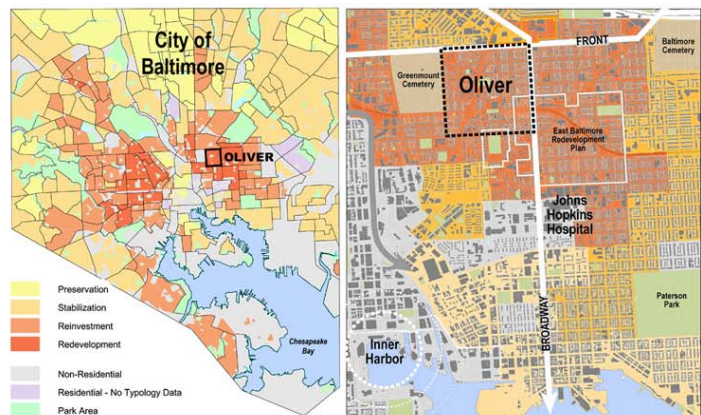 City of
Baltimore
OLIVER
Preservation
Stabilization
Reinvestment
Redevelopment
Non-Residential
Residential - No Typology Data
Park Area
Chesapeake
Bay
FRONT
Baltimore
Cemetery
Greenmount
Cemetery
Oliver
East Baltimore
Redevelopment
Plan
Johns
Hopkins
Hospital
BROADWAY
Paterson
Park
Inner
Harbor